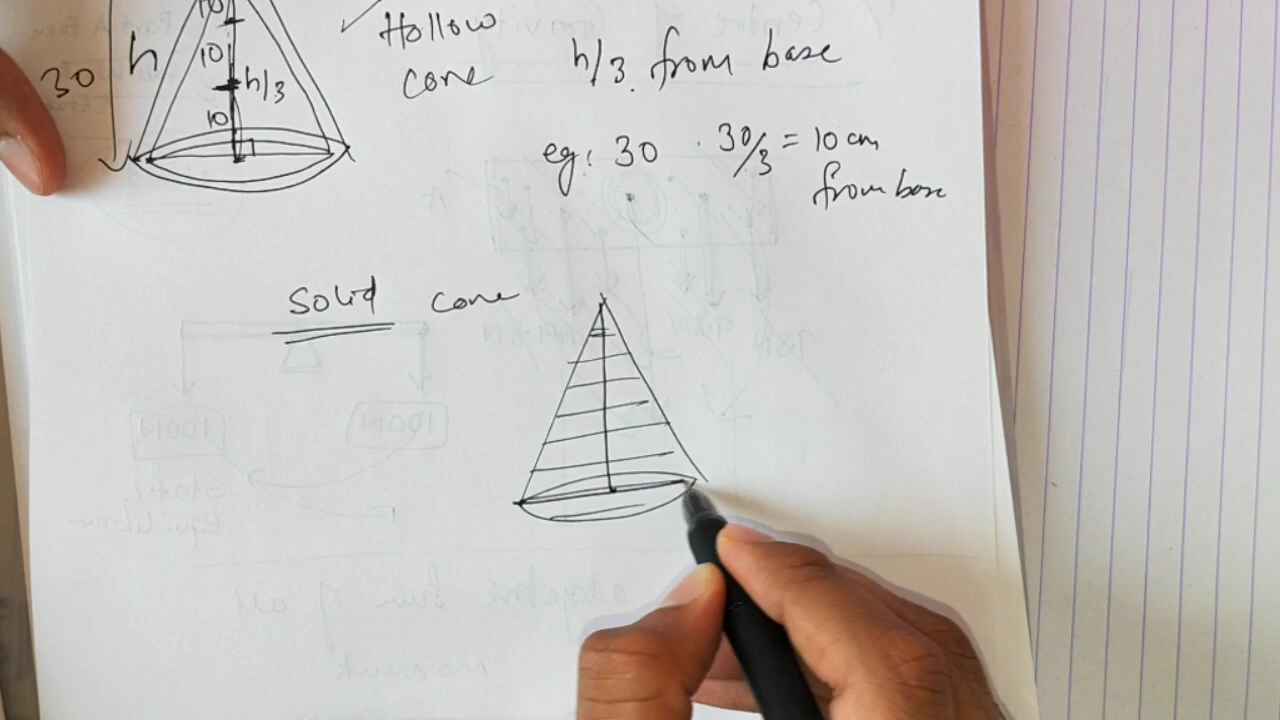 10
10
10
30
h
h/3
Hollow
cone
h/3 from base
eg: 30 . 30/3 = 10 cm
from base
Solid cone